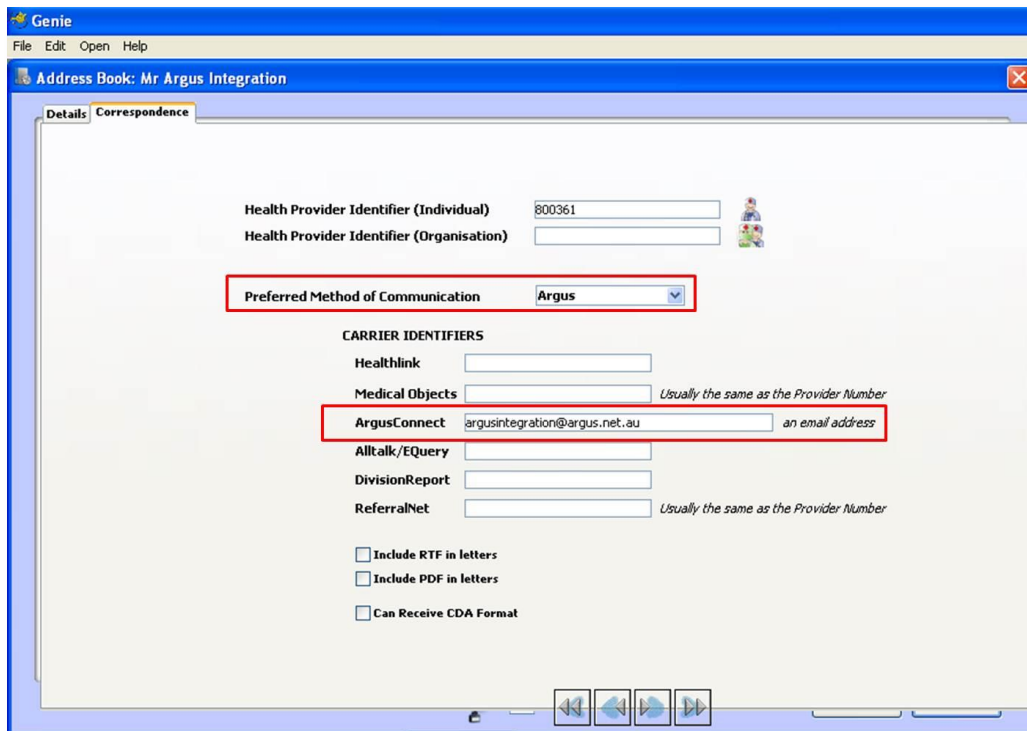 Genie
File Edit Open Help
Address Book: Mr Argus Integration
Details Correspondence
Health Provider Identifier (Individual) 800361
Health Provider Identifier (Organisation)
Preferred Method of Communication Argus
CARRIER IDENTIFIERS
Healthlink
Medical Objects Usually the same as the Provider Number
ArgusConnect argusintegration@argus.net.au an email address
Alltalk/EQuery
DivisionReport
ReferralNet Usually the same as the Provider Number
Include RTF in letters
Include PDF in letters
Can Receive CDA Format